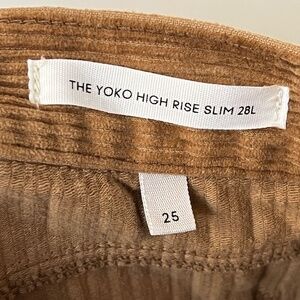 THE YOKO HIGH RISE SLIM 28L
25